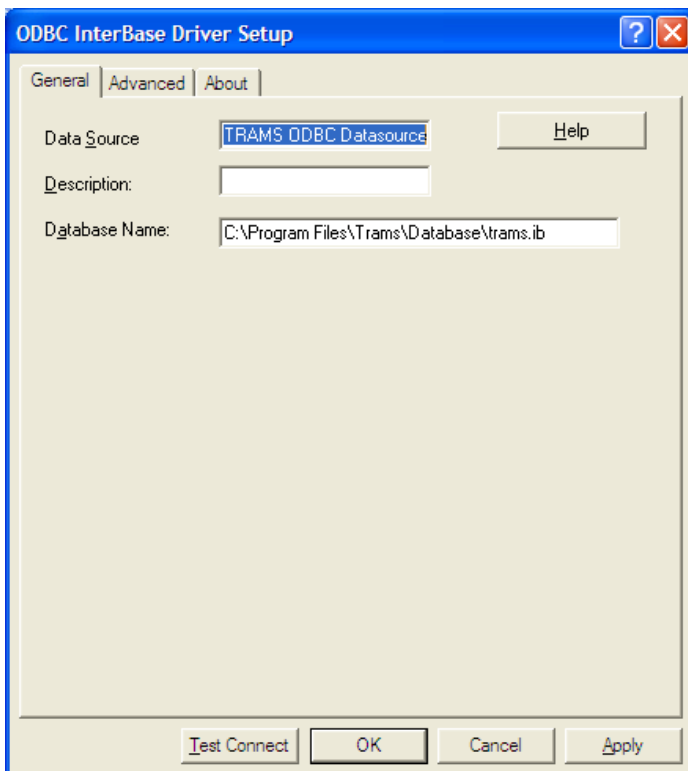 ODBC InterBase Driver Setup
General Advanced About
Data Source TRAMS ODBC Datasource Help
Description:
Database Name: C:\Program Files\Trams\Database\trams.ib
Test Connect OK Cancel Apply